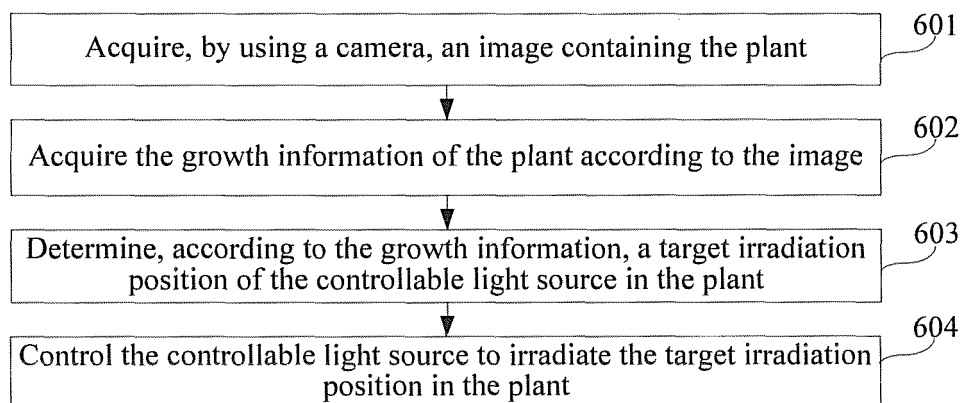 601
Acquire, by using a camera, an image containing the plant
602
Acquire the growth information of the plant according to the image
603
Determine, according to the growth information, a target irradiation
position of the controllable light source in the plant
604
Control the controllable light source to irradiate the target irradiation
position in the plant